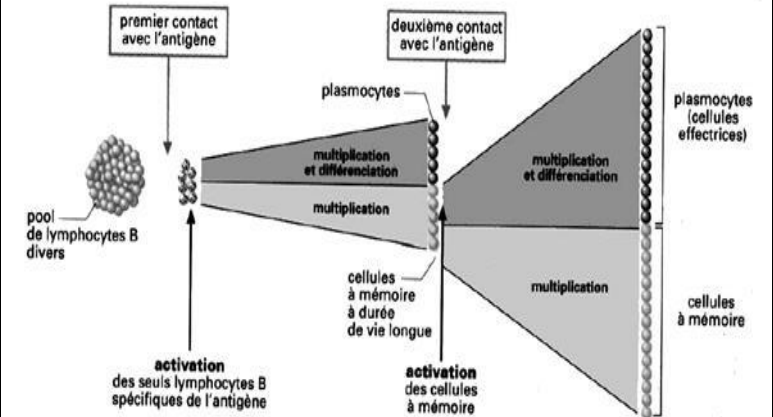 premier contact
avec l'antigène
deuxième contact
avec l'antigène
plasmocytes
plasmocytes
(cellules
effectrices)
multiplication
et différenciation
multiplication
et différenciation
multiplication
pool
de lymphocytes B
divers
cellules
à mémoire
à durée
de vie longue
multiplication
cellules
à mémoire
activation
des seuls lymphocytes B
spécifiques de l'antigène
activation
des cellules
à mémoire